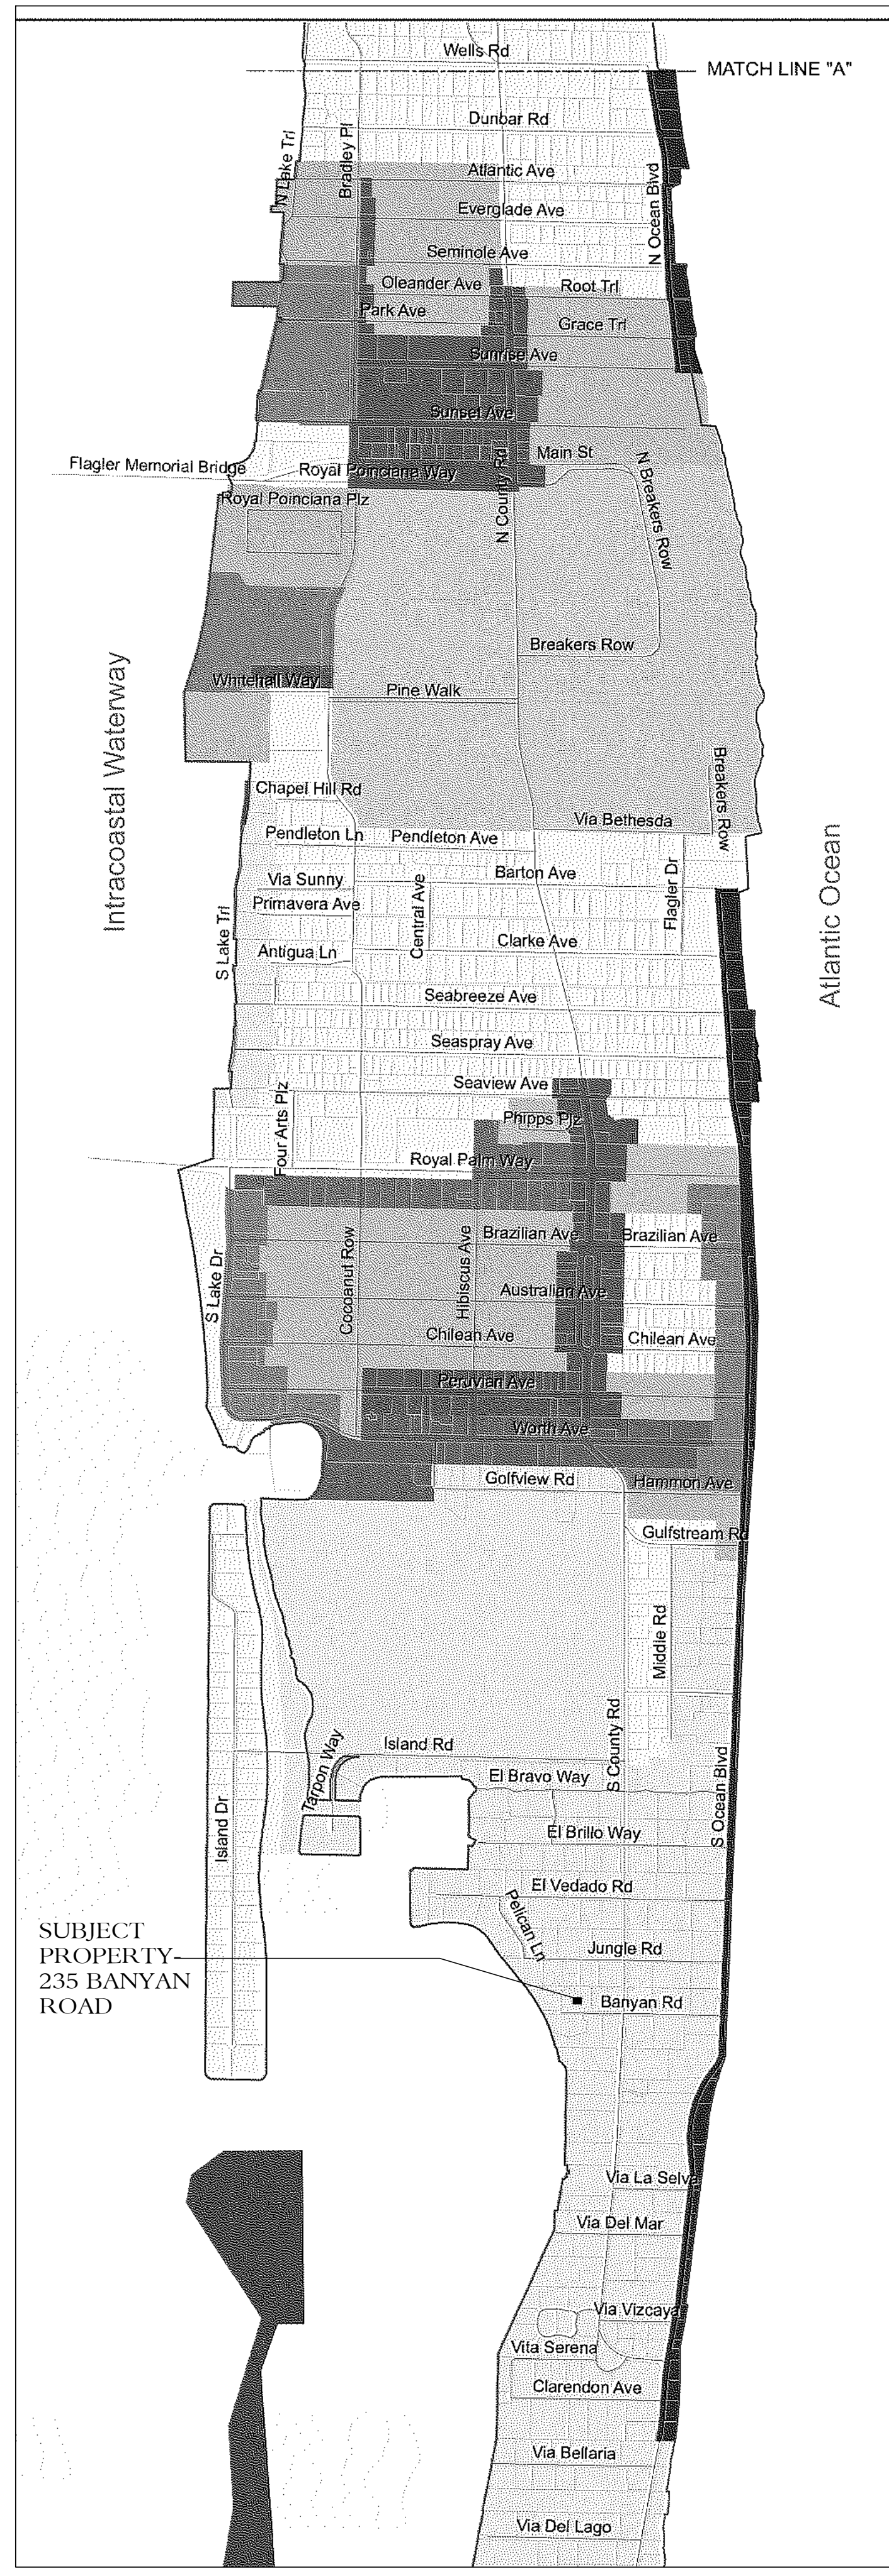 Wells Rd
MATCH LINE "A"
Dunbar Rd
N Lake Trl
Bradley Pl
Atlantic Ave
N Ocean Blvd
Everglade Ave
Seminole Ave
Oleander Ave
Root Trl
Park Ave
Grace Trl
Sunrise Ave
Sunset Ave
Main St
Flagler Memorial Bridge
Royal Poinciana Way
N County Rd
N Breakers Row
Royal Poinciana Plz
Breakers Row
Intracoastal Waterway
Whitehall Way
Pine Walk
Breakers Row
Chapel Hill Rd
Via Bethesda
Pendleton Ln
Pendleton Ave
Atlantic Ocean
Via Sunny
Barton Ave
Flagler Dr
Primavera Ave
Central Ave
S Lake Trl
Clarke Ave
Antigua Ln
Seabreeze Ave
Seaspray Ave
Seaview Ave
Four Arts Plz
Phipps Plz
Royal Palm Way
S Lake Dr
Cocoanut Row
Hibiscus Ave
Brazilian Ave
Brazilian Ave
Australian Ave
Chilean Ave
Chilean Ave
Peruvian Ave
Worth Ave
Golfview Rd
Hammon Ave
Gulfstream Rd
Middle Rd
S County Rd
Island Rd
Tarpon Way
El Bravo Way
S Ocean Blvd
Island Dr
El Brillo Way
El Vedado Rd
Pelican Ln
SUBJECT
PROPERTY
235 BANYAN
ROAD
Jungle Rd
Banyan Rd
Via La Selva
Via Del Mar
Via Vizcaya
Vita Serena
Clarendon Ave
Via Bellaria
Via Del Lago